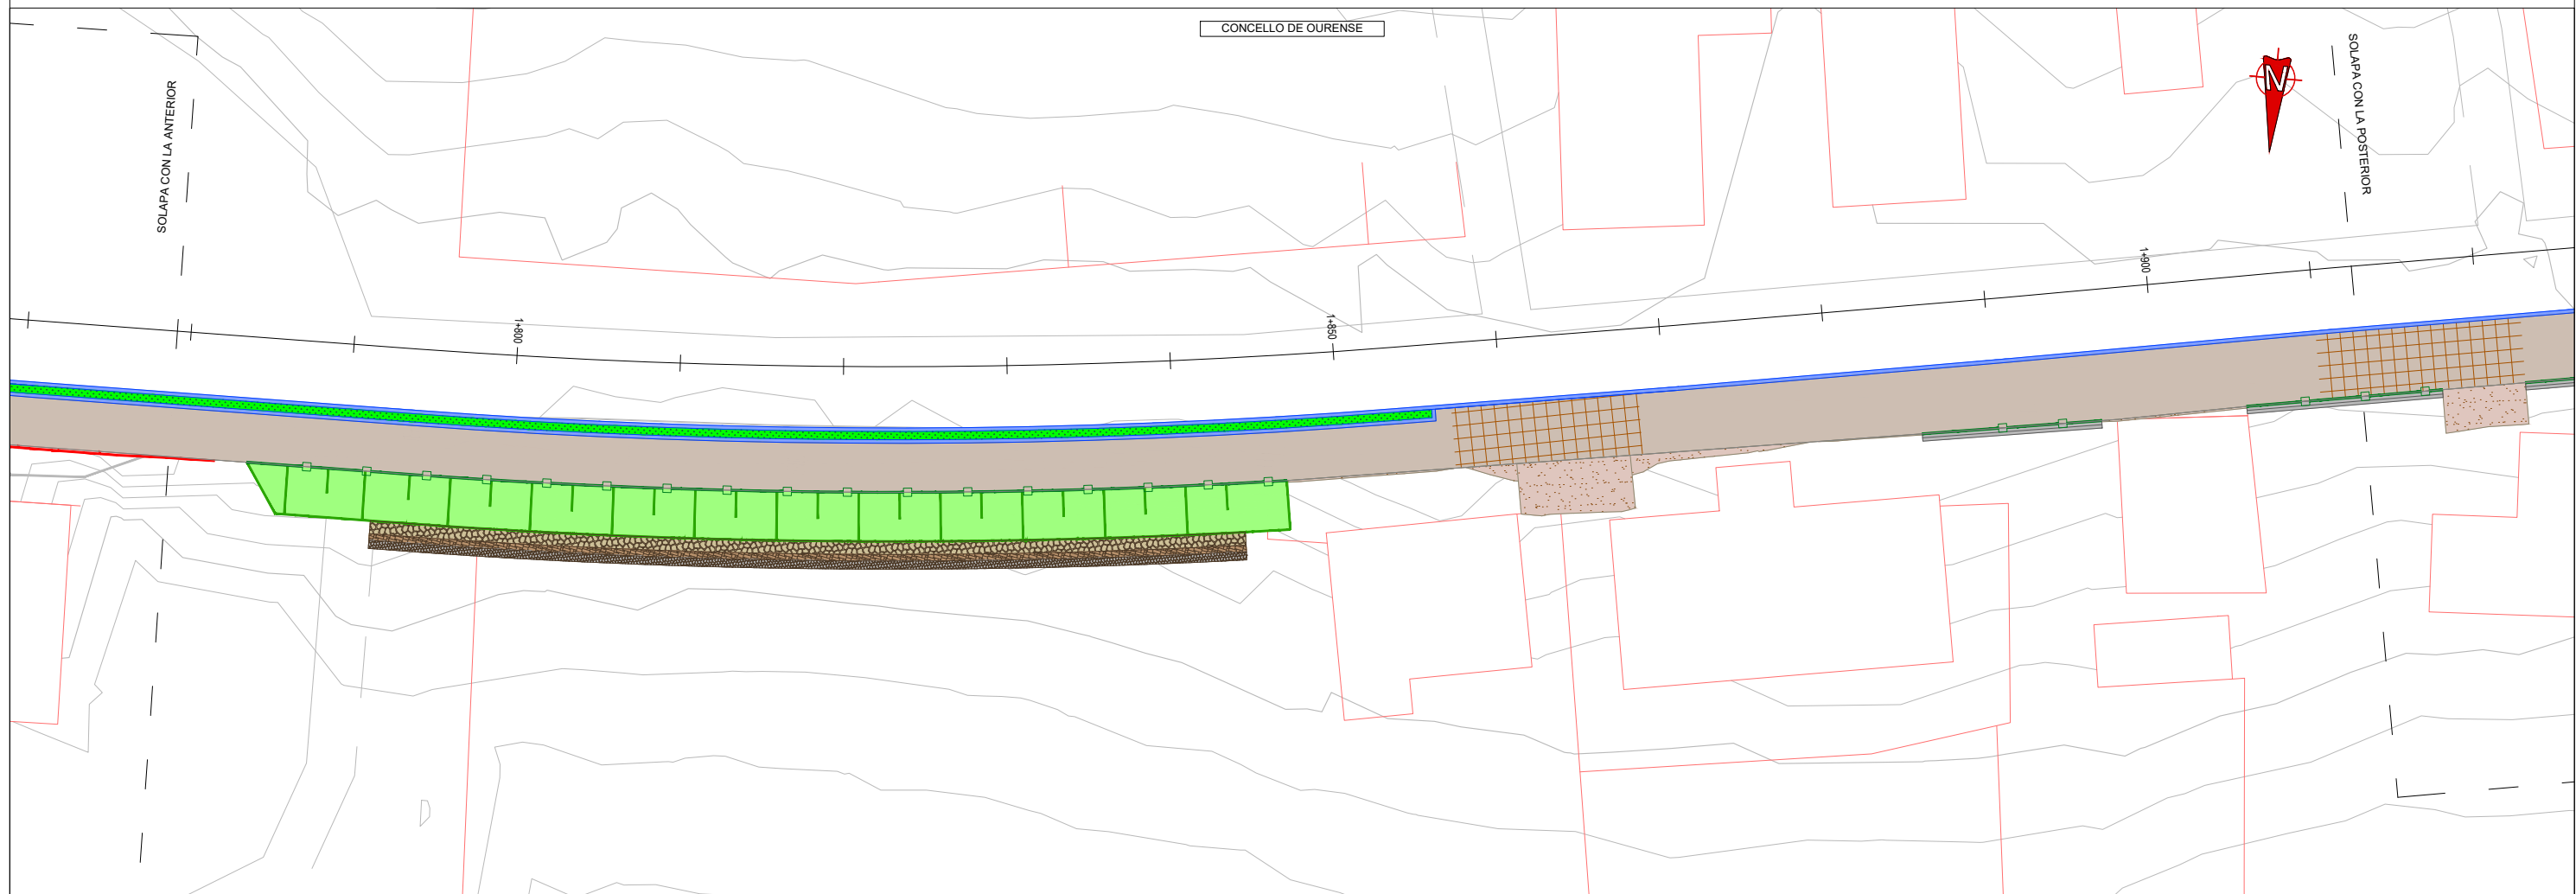 CONCELLO DE OURENSE
SOLAPA CON LA ANTERIOR
SOLAPA CON LA POSTERIOR
N
1+800
1+850
1+900